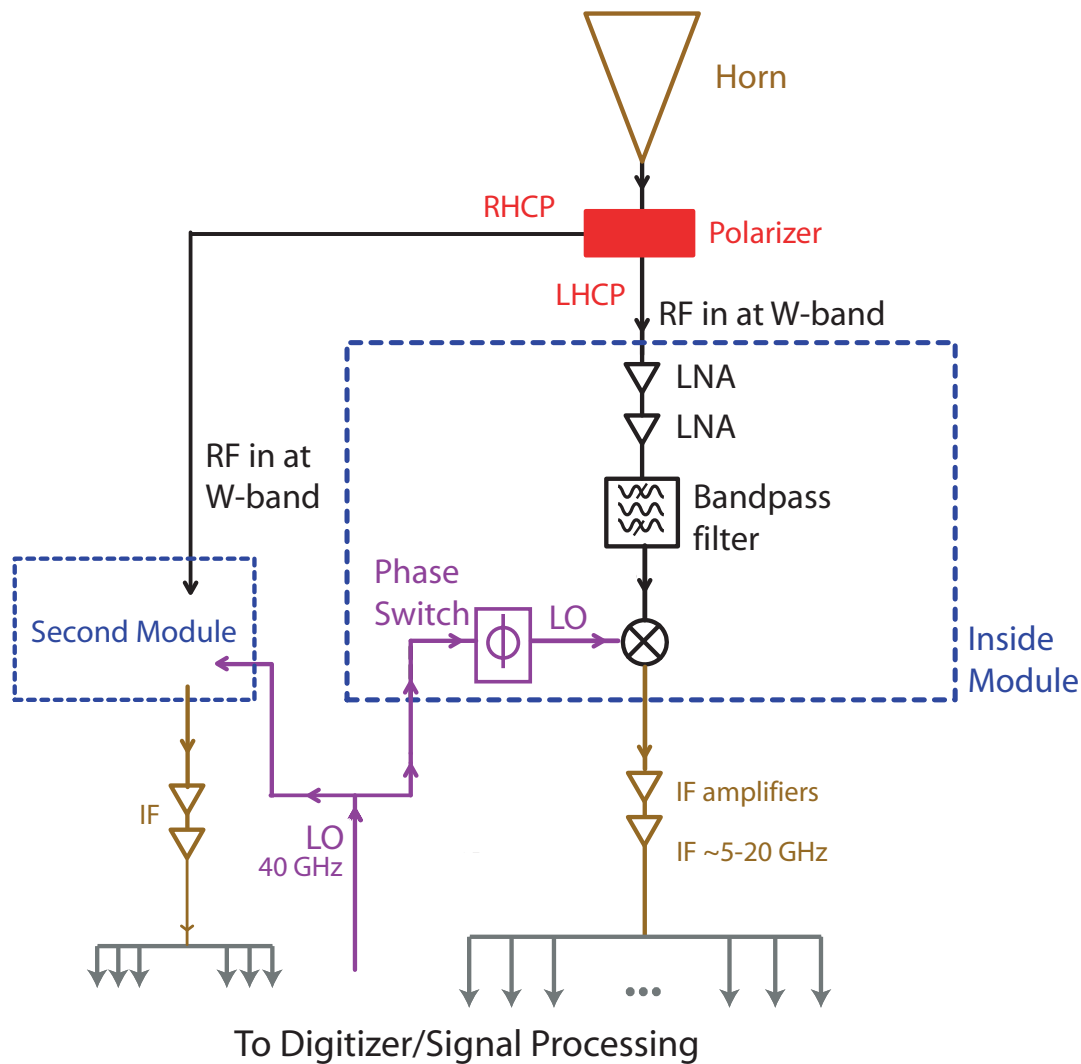 Horn
RHCP
Polarizer
LHCP
RF in at W-band
LNA
LNA
RF in at
W-band
Bandpass
filter
Phase
Switch
LO
Second Module
Inside
Module
IF
IF amplifiers
LO
40 GHz
IF ~5-20 GHz
...
To Digitizer/Signal Processing